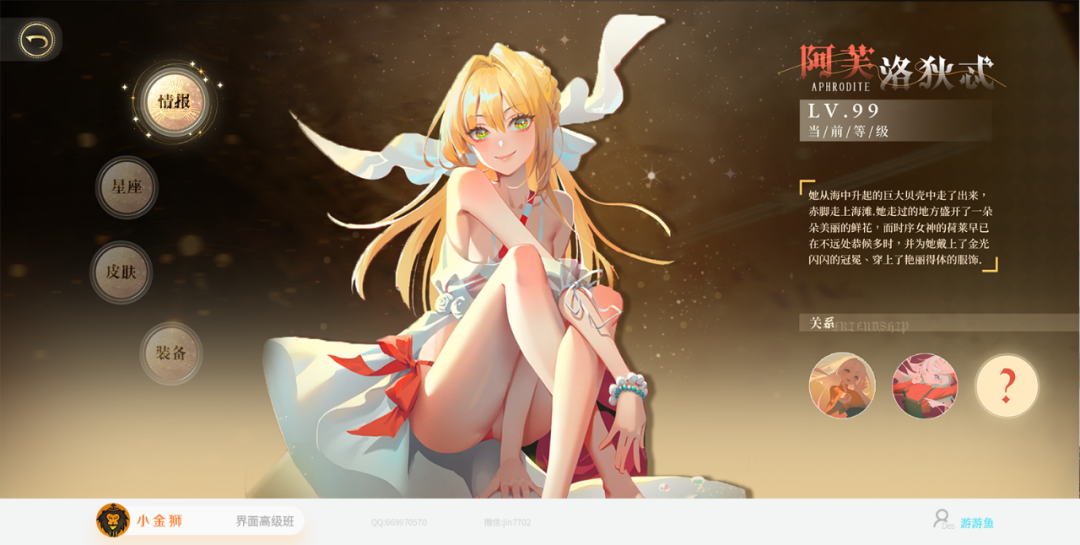 情报
星座
皮肤
装备
阿芙洛狄忒
APHRODITE
LV.99
当/前/等/级
她从海中升起的巨大贝壳中走了出来，
赤脚走上海滩.她走过的地方盛开了一朵
朵美丽的鲜花，而时序女神的荷莱早已
在不远处恭候多时，并为她戴上了金光
闪闪的冠冕、穿上了艳丽得体的服饰.
关系
FRIENDSHIP
?
小金狮
界面高级班
QQ:669970570
微信:jin7702
Des
游游鱼